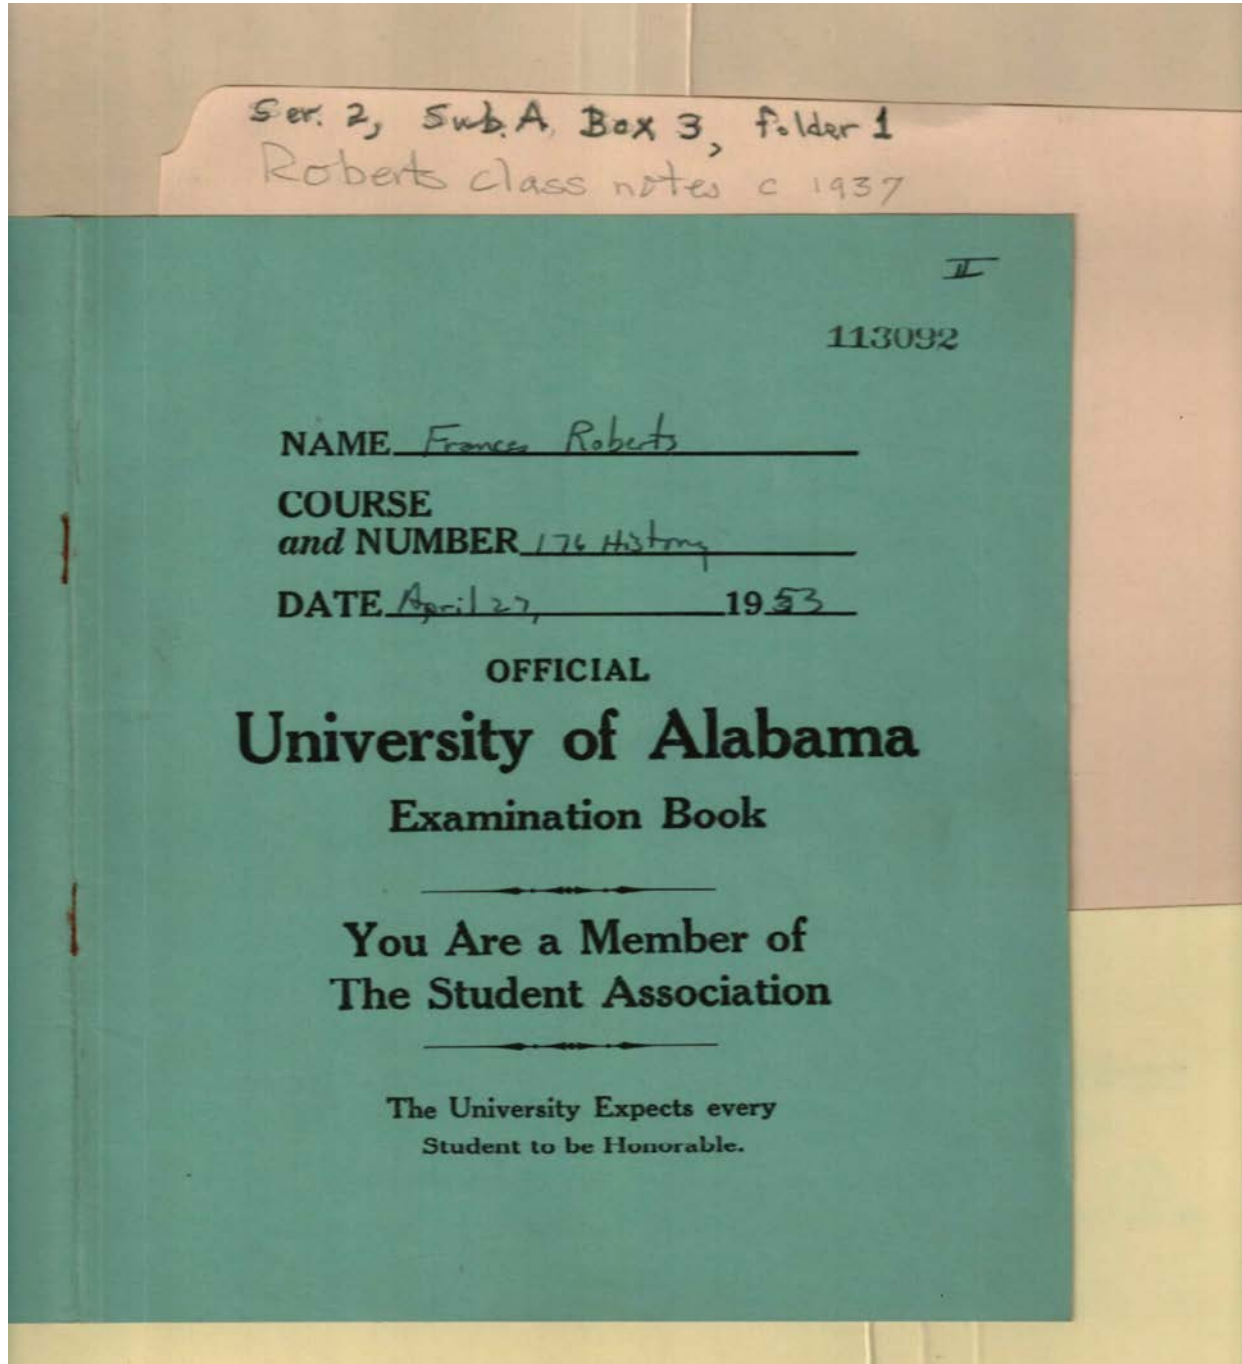 Ser. 2, Sub. A, Box 3, folder 1
Roberts class notes c 1937
II
113092
NAME Frances Roberts
COURSE
and NUMBER 176 History
DATE April 27, 1953
OFFICIAL
University of Alabama
Examination Book
You Are a Member of
The Student Association
The University Expects every
Student to be Honorable.